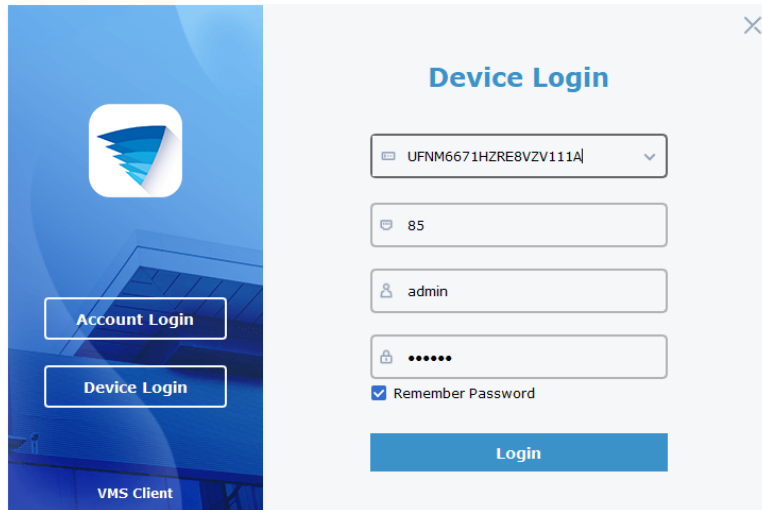 Device Login
UFNM6671HZRE8VZV111A
85
admin
••••••
Remember Password
Login
Account Login
Device Login
VMS Client